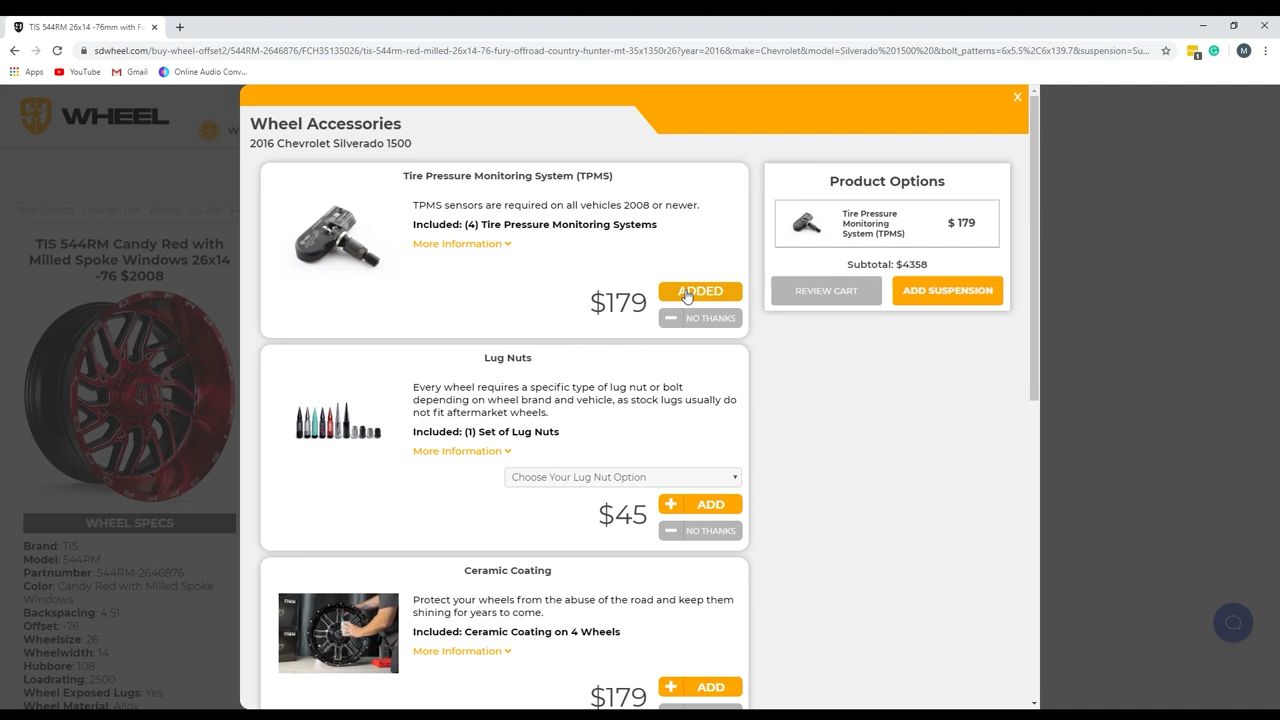 TIS 544RM 26x14 -76mm with Fu
sdwheel.com/buy-wheel-offset2/544RM-2646876/FCH35135026/tis-544rm-red-milled-26x14-76-fury-offroad-country-hunter-mt-35x1350r26?year=2016&make=Chevrolet&model=Silverado%201500%20&bolt_patterns=6x5.5%2C6x139.7&suspension=Su...
1
M
Apps YouTube Gmail Online Audio Conv...
WHEEL
W
X
Wheel Accessories
2016 Chevrolet Silverado 1500
Tire Pressure Monitoring System (TPMS)
TPMS sensors are required on all vehicles 2008 or newer.
Included: (4) Tire Pressure Monitoring Systems
More Information
$179
ADDED
NO THANKS
Lug Nuts
Every wheel requires a specific type of lug nut or bolt
depending on wheel brand and vehicle, as stock lugs usually do
not fit aftermarket wheels.
Included: (1) Set of Lug Nuts
More Information
Choose Your Lug Nut Option
$45
ADD
NO THANKS
Ceramic Coating
Protect your wheels from the abuse of the road and keep them
shining for years to come.
Included: Ceramic Coating on 4 Wheels
More Information
$179
ADD
Product Options
Tire Pressure
Monitoring
System (TPMS)
$ 179
Subtotal: $4358
REVIEW CART
ADD SUSPENSION
New Search - Change Tire - 26x14s - TIS 26s - 54
TIS 544RM Candy Red with
Milled Spoke Windows 26x14
-76 $2008
WHEEL SPECS
Brand: TIS
Model: 544RM
Partnumber: 544RM-2646876
Color: Candy Red with Milled Spoke
Windows
Backspacing: 4.51
Offset: -76
Wheelsize: 26
Wheelwidth: 14
Hubbore: 108
Loadrating: 2500
Wheel Exposed Lugs: Yes
Wheel Material: Alloy